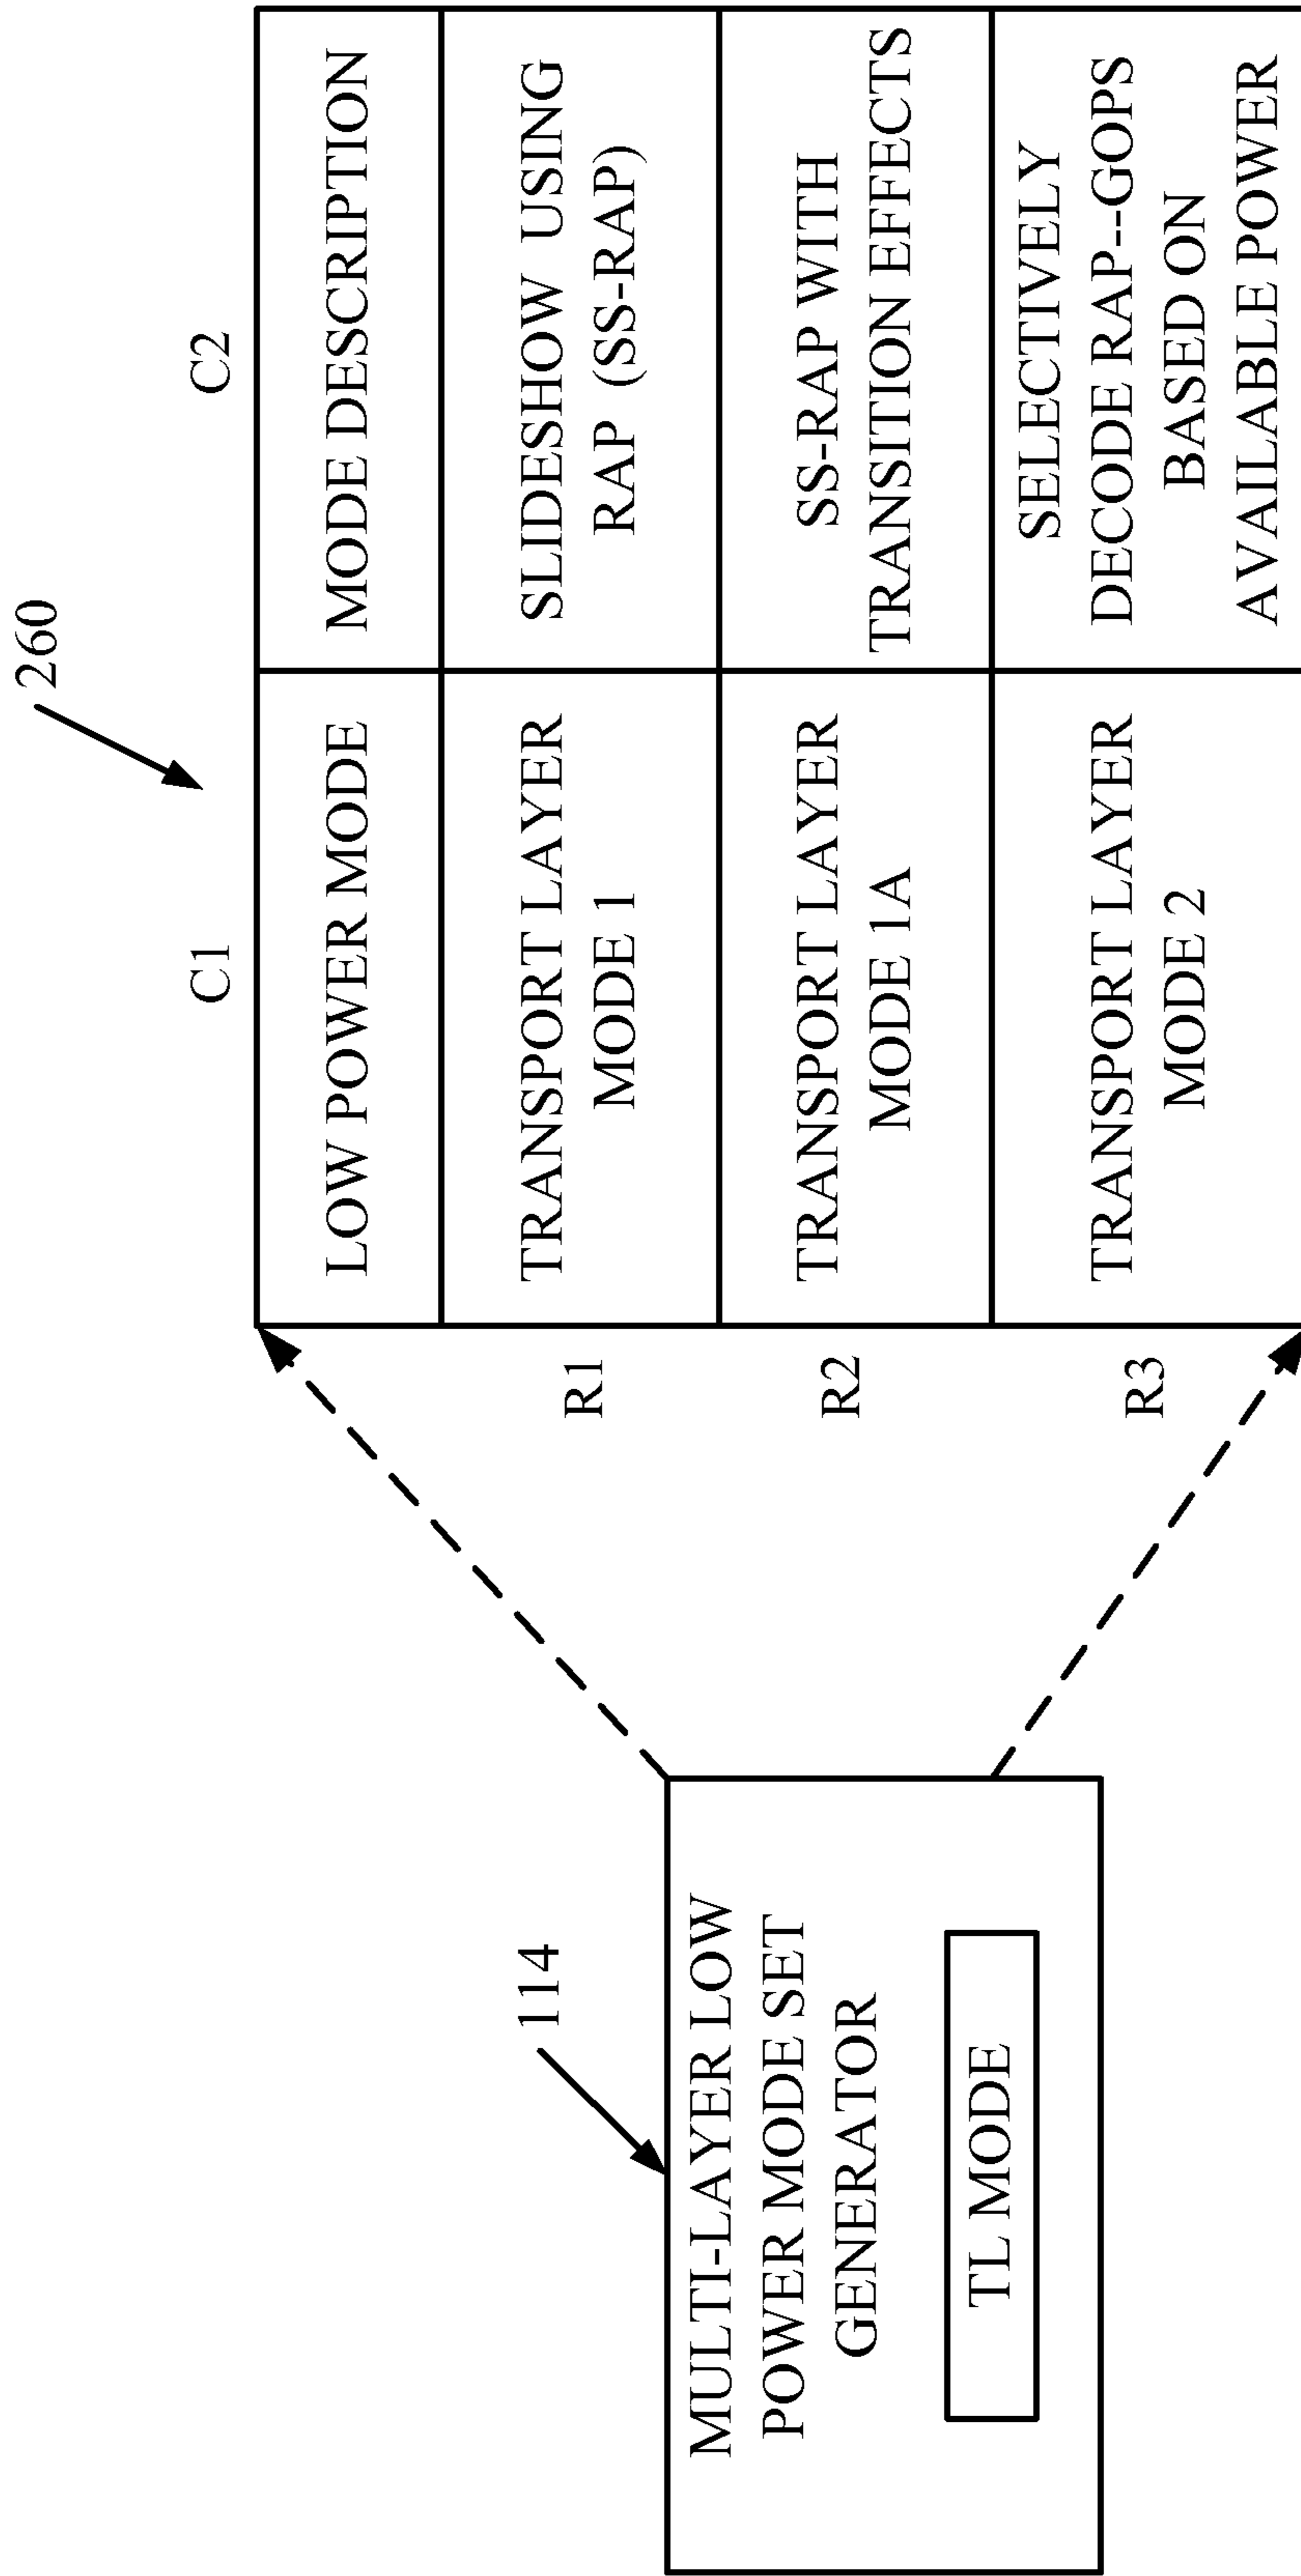 260
C1
C2
LOW POWER MODE
MODE DESCRIPTION
R1
TRANSPORT LAYER
MODE 1
SLIDESHOW USING
RAP (SS-RAP)
R2
TRANSPORT LAYER
MODE 1A
SS-RAP WITH
TRANSITION EFFECTS
R3
TRANSPORT LAYER
MODE 2
SELECTIVELY
DECODE RAP--GOPS
BASED ON
AVAILABLE POWER
114
MULTI-LAYER LOW
POWER MODE SET
GENERATOR
TL MODE